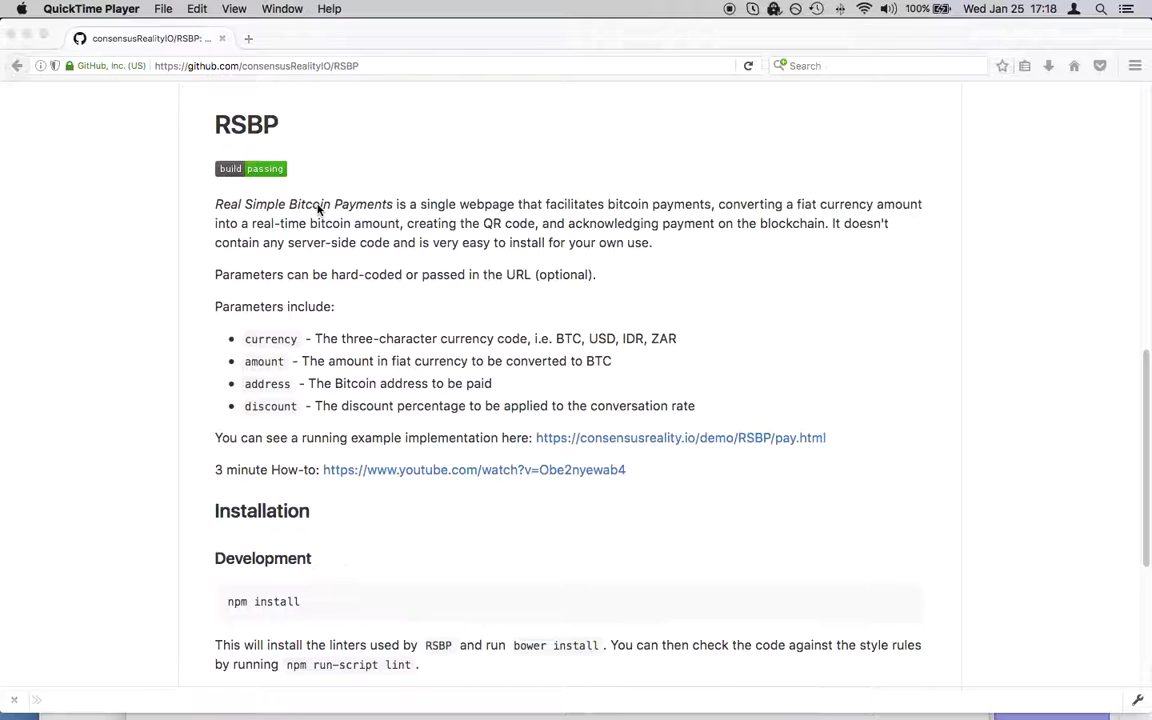 QuickTime Player File Edit View Window Help 100% Wed Jan 25 17:18
consensusRealityIO/RSBP: ...
GitHub, Inc. (US) https://github.com/consensusRealityIO/RSBP Search
RSBP
build passing
Real Simple Bitcoin Payments is a single webpage that facilitates bitcoin payments, converting a fiat currency amount
into a real-time bitcoin amount, creating the QR code, and acknowledging payment on the blockchain. It doesn't
contain any server-side code and is very easy to install for your own use.
Parameters can be hard-coded or passed in the URL (optional).
Parameters include:
• currency - The three-character currency code, i.e. BTC, USD, IDR, ZAR
• amount - The amount in fiat currency to be converted to BTC
• address - The Bitcoin address to be paid
• discount - The discount percentage to be applied to the conversation rate
You can see a running example implementation here: https://consensusreality.io/demo/RSBP/pay.html
3 minute How-to: https://www.youtube.com/watch?v=Obe2nyewab4
Installation
Development
npm install
This will install the linters used by RSBP and run bower install. You can then check the code against the style rules
by running npm run-script lint.